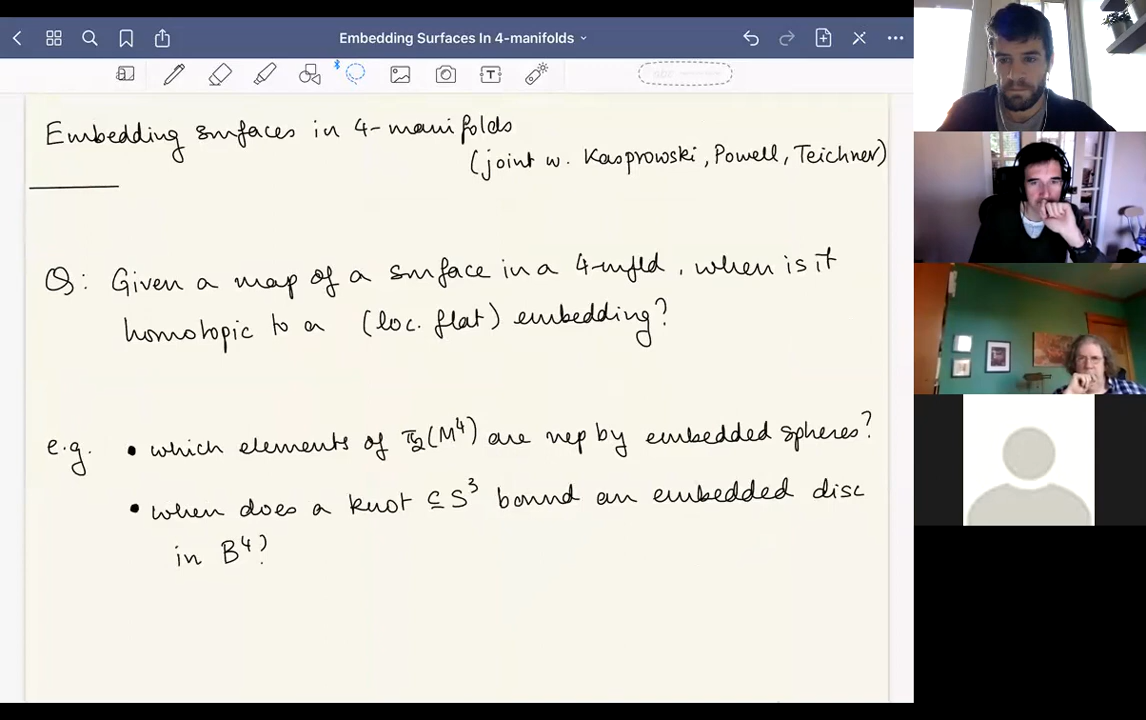 Embedding Surfaces In 4-manifolds
Embedding surfaces in 4-manifolds
(joint w. Kasprowski, Powell, Teichner)
Q: Given a map of a surface in a 4-mfld, when is it
homotopic to a (loc. flat) embedding?
e.g. • which elements of π₂(M⁴) are rep by embedded spheres?
• when does a knot ⊆ S³ bound an embedded disc
in B⁴?